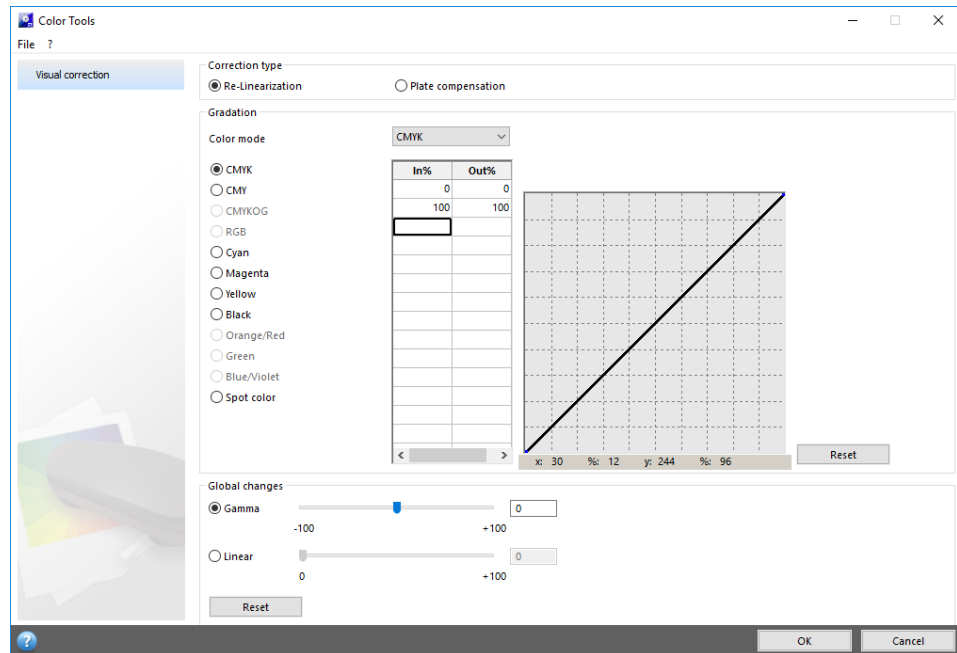 Color Tools
File ?
Visual correction
Correction type
Re-Linearization Plate compensation
Gradation
Color mode CMYK
CMYK
CMY
CMYKOG
RGB
Cyan
Magenta
Yellow
Black
Orange/Red
Green
Blue/Violet
Spot color
In% Out%
0 0
100 100
x: 30 %: 12 y: 244 %: 96
Reset
Global changes
Gamma 0
-100 +100
Linear 0
0 +100
Reset
?
OK Cancel